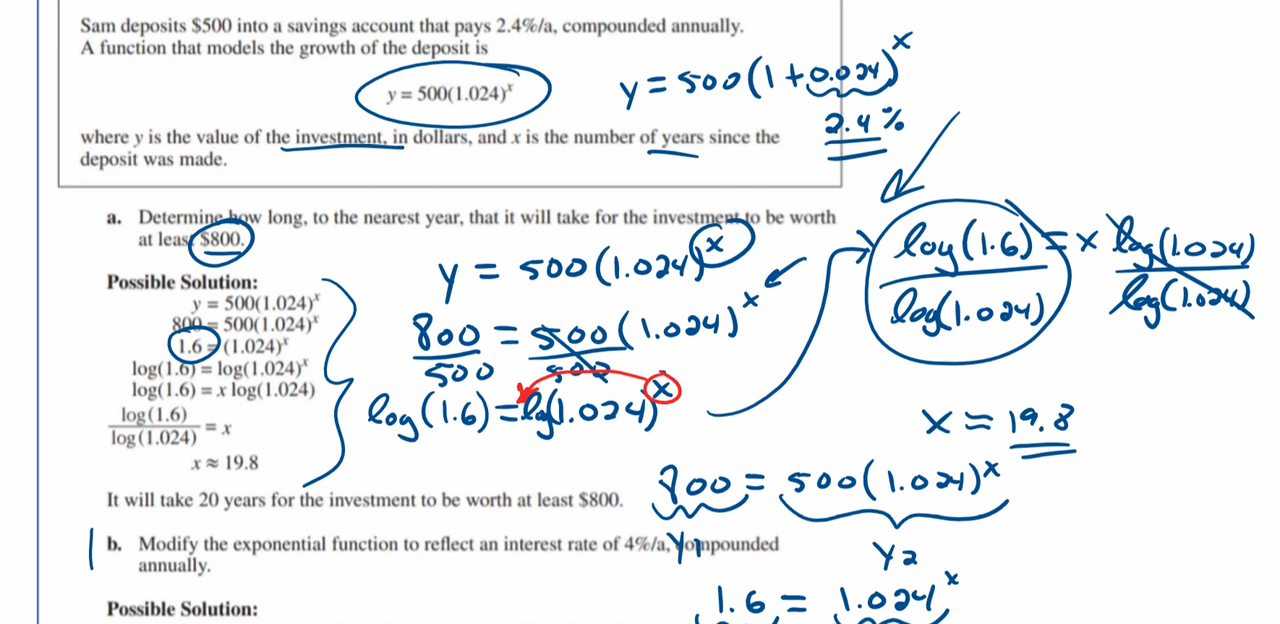 Sam deposits $500 into a savings account that pays 2.4%/a, compounded annually.
A function that models the growth of the deposit is
y = 500(1.024)ˣ
y = 500(1+0.024)ˣ
2.4%
where y is the value of the investment, in dollars, and x is the number of years since the
deposit was made.
a. Determine how long, to the nearest year, that it will take for the investment to be worth
at least $800.
Possible Solution:
y = 500(1.024)ˣ
800 = 500(1.024)ˣ
1.6 = (1.024)ˣ
log(1.6) = log(1.024)ˣ
log(1.6) = x log(1.024)
log(1.6)/log(1.024) = x
x ≈ 19.8
y = 500(1.024)ˣ
800/500 = 500(1.024)ˣ/500
log(1.6) = log(1.024)ˣ
log(1.6)/log(1.024) = x log(1.024)/log(1.024)
x ≈ 19.8
It will take 20 years for the investment to be worth at least $800.
800 = 500(1.024)ˣ
Y1 Y2
b. Modify the exponential function to reflect an interest rate of 4%/a, compounded
annually.
1.6 = 1.024ˣ
Possible Solution: